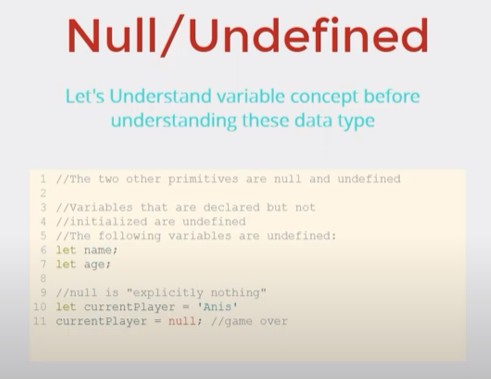 Null/Undefined
Let's Understand variable concept before
understanding these data type
1 //The two other primitives are null and undefined
2
3 //Variables that are declared but not
4 //initialized are undefined
5 //The following variables are undefined:
6 let name;
7 let age;
8
9 //null is "explicitly nothing"
10 let currentPlayer = 'Anis'
11 currentPlayer = null; //game over